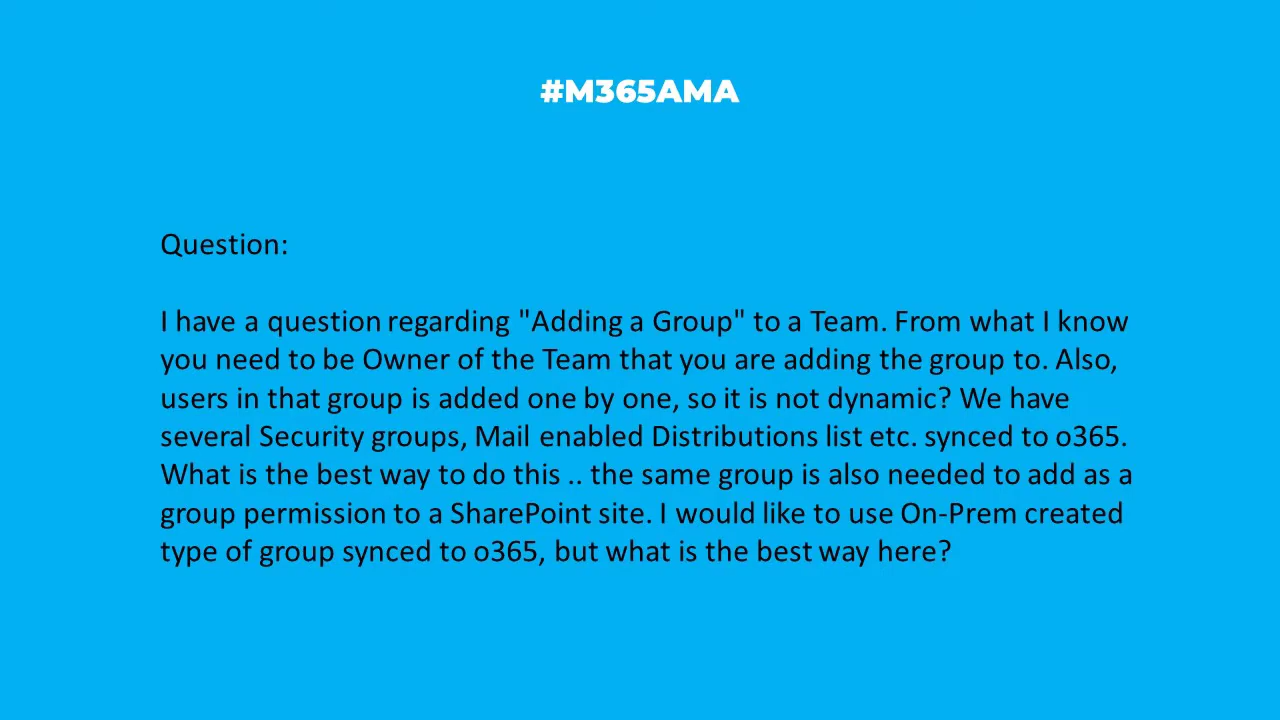 #M365AMA
Question:
I have a question regarding "Adding a Group" to a Team. From what I know
you need to be Owner of the Team that you are adding the group to. Also,
users in that group is added one by one, so it is not dynamic? We have
several Security groups, Mail enabled Distributions list etc. synced to o365.
What is the best way to do this .. the same group is also needed to add as a
group permission to a SharePoint site. I would like to use On-Prem created
type of group synced to o365, but what is the best way here?